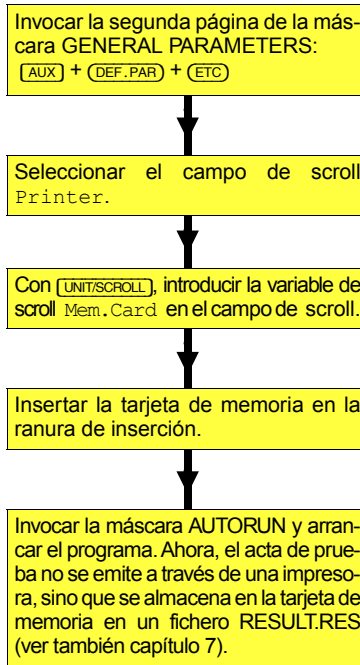 Invocar la segunda página de la más-
cara GENERAL PARAMETERS:
AUX + DEF.PAR + ETC
Seleccionar el campo de scroll
Printer.
Con UNIT/SCROLL, introducir la variable de
scroll Mem.Card en el campo de scroll.
Insertar la tarjeta de memoria en la
ranura de inserción.
Invocar la máscara AUTORUN y arran-
car el programa. Ahora, el acta de prue-
ba no se emite a través de una impreso-
ra, sino que se almacena en la tarjeta de
memoria en un fichero RESULT.RES
(ver también capítulo 7).